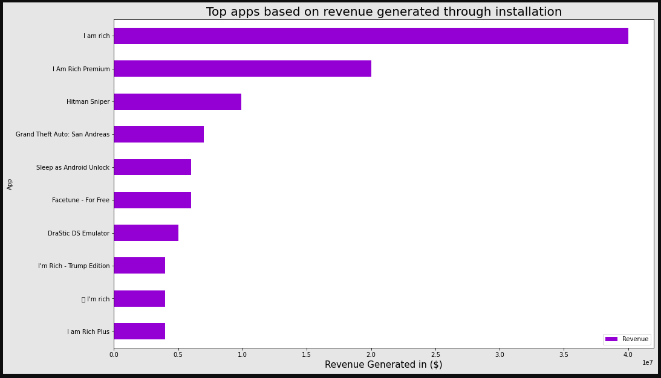 Top apps based on revenue generated through installation
I am rich
I Am Rich Premium
Hitman Sniper
Grand Theft Auto: San Andreas
Sleep as Android Unlock
Facetune - For Free
DraStic DS Emulator
I'm Rich - Trump Edition
I'm rich
I am Rich Plus
App
Revenue
0.0 0.5 1.0 1.5 2.0 2.5 3.0 3.5 4.0
1e7
Revenue Generated in ($)